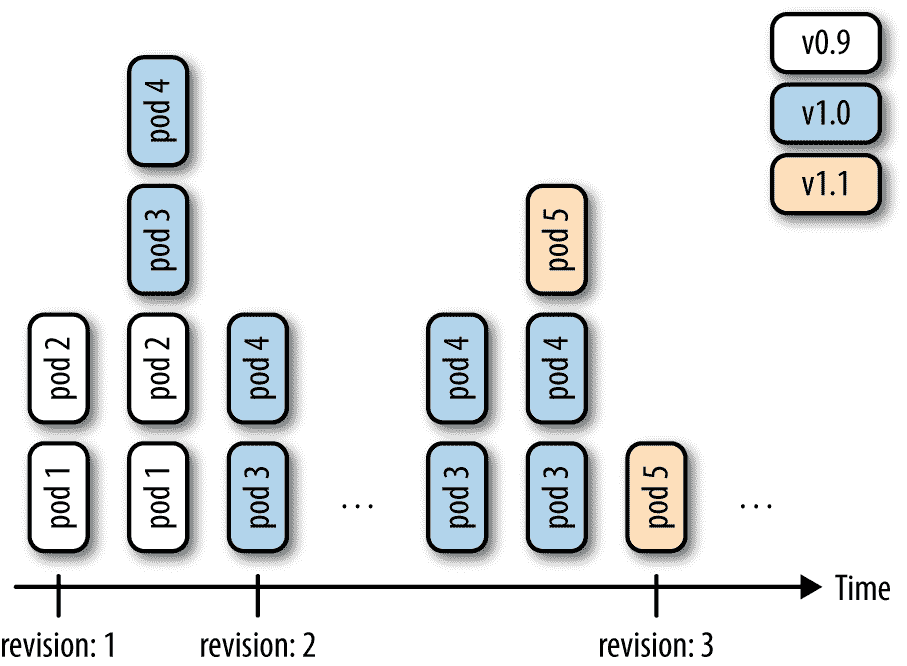 v0.9
v1.0
v1.1
pod 4
pod 3
pod 5
pod 2
pod 2
pod 4
pod 4
pod 4
pod 1
pod 1
pod 3
...
pod 3
pod 3
pod 5
...
Time
revision: 1
revision: 2
revision: 3